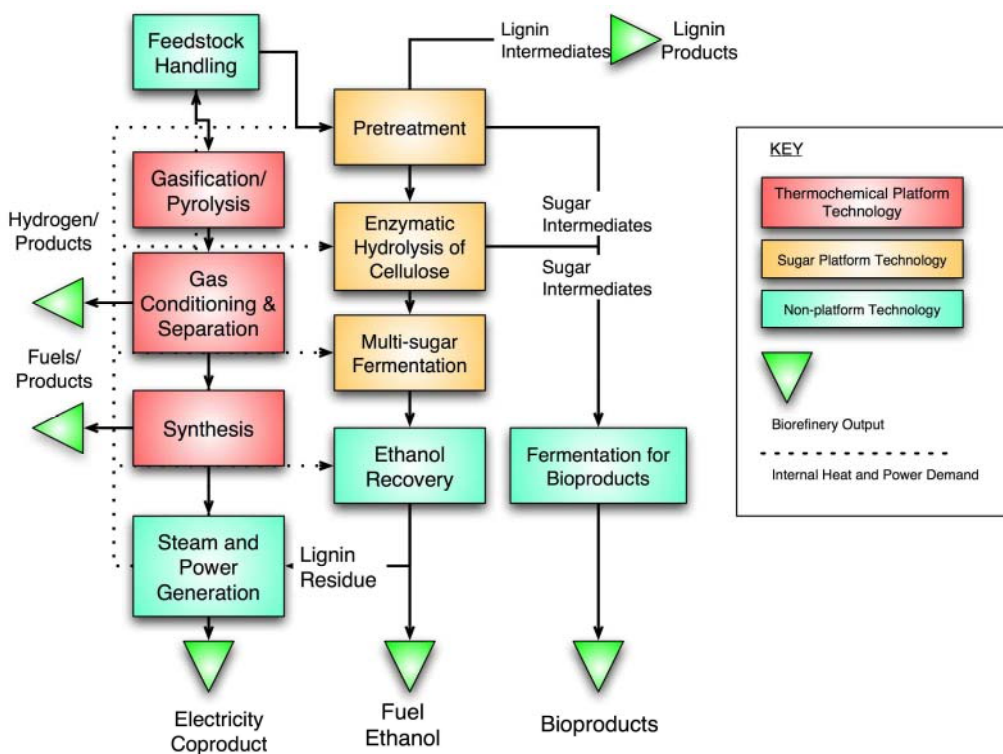 Feedstock
Handling
Lignin
Intermediates
Lignin
Products
Pretreatment
Gasification/
Pyrolysis
Hydrogen/
Products
Enzymatic
Hydrolysis of
Cellulose
Sugar
Intermediates
Sugar
Intermediates
Gas
Conditioning &
Separation
Multi-sugar
Fermentation
Fuels/
Products
Synthesis
Ethanol
Recovery
Fermentation for
Bioproducts
Steam and
Power
Generation
Lignin
Residue
Electricity
Coproduct
Fuel
Ethanol
Bioproducts
KEY
Thermochemical Platform
Technology
Sugar Platform Technology
Non-platform Technology
Biorefinery Output
Internal Heat and Power Demand